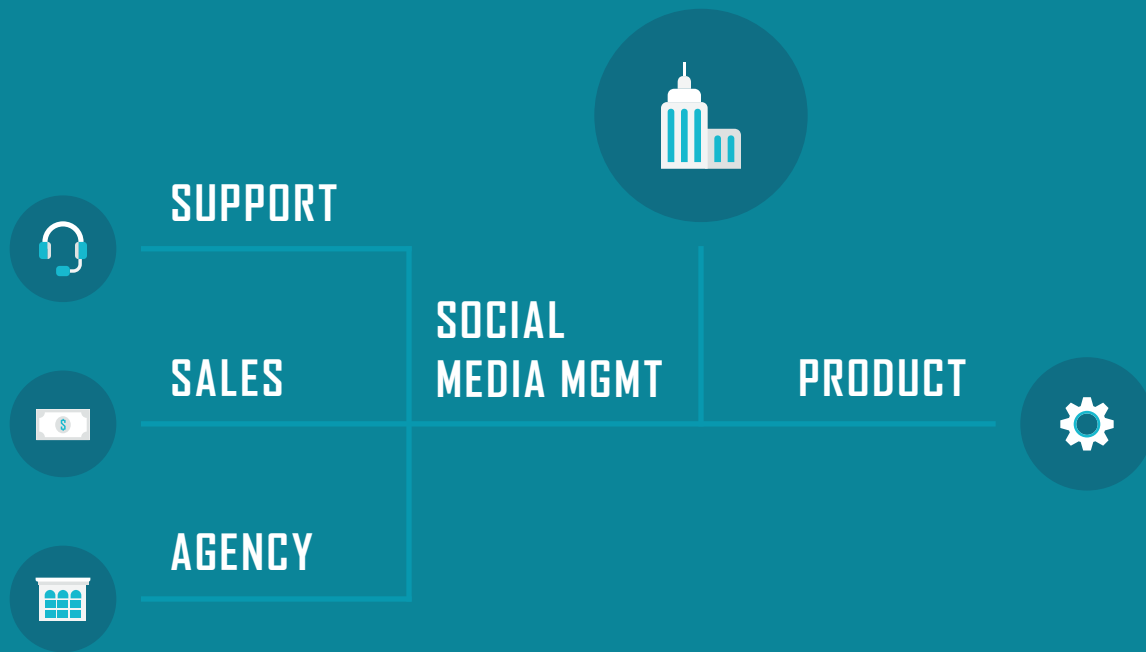 SUPPORT
SOCIAL
MEDIA MGMT
SALES
$
PRODUCT
AGENCY